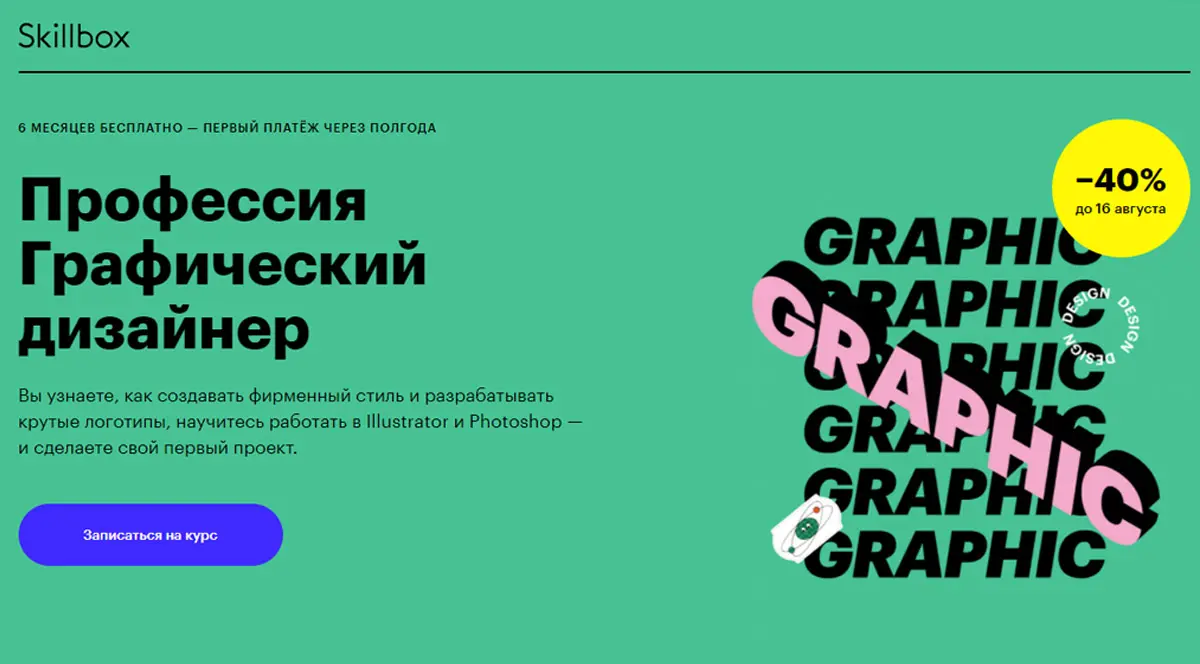 Skillbox
6 МЕСЯЦЕВ БЕСПЛАТНО — ПЕРВЫЙ ПЛАТЁЖ ЧЕРЕЗ ПОЛГОДА
Профессия
Графический
дизайнер
Вы узнаете, как создавать фирменный стиль и разрабатывать
крутые логотипы, научитесь работать в Illustrator и Photoshop —
и сделаете свой первый проект.
Записаться на курс
−40%
до 16 августа
GRAPHIC
GRAPHIC
GRAPHIC
GRAPHIC
GRAPHIC
GRAPHIC
GRAPHIC
DESIGN DESIGN DESIGN